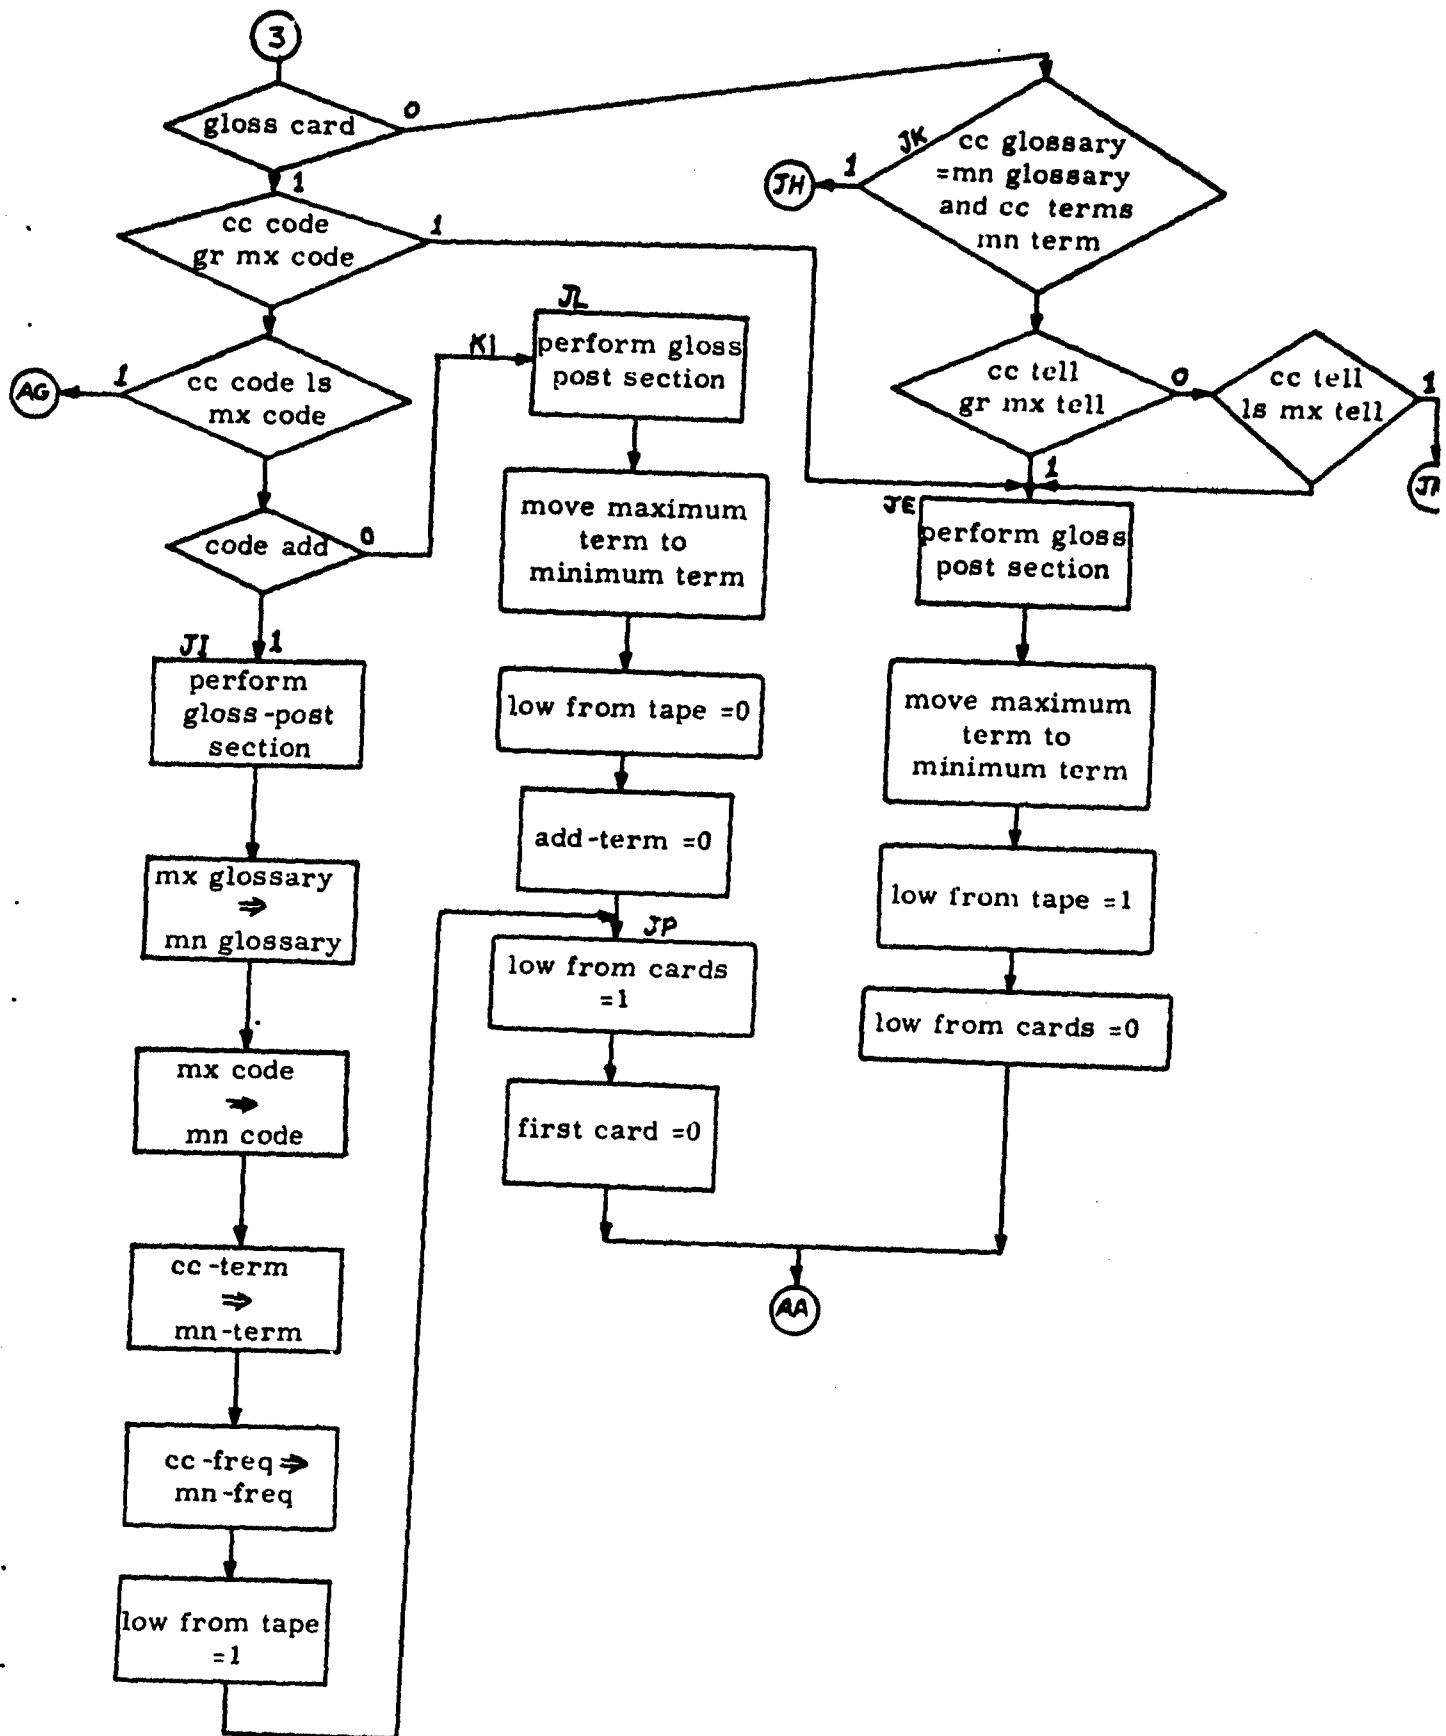 3
gloss card
0
1
cc code
gr mx code
1
cc code ls
mx code
1
AG
code add
0
1
JI
perform
gloss-post
section
mx glossary
⇒
mn glossary
mx code
⇒
mn code
cc-term
⇒
mn-term
cc-freq ⇒
mn-freq
low from tape
=1
JL
perform gloss
post section
move maximum
term to
minimum term
low from tape =0
add-term =0
JP
low from cards
=1
first card =0
AA
JK
cc glossary
=mn glossary
and cc terms
mn term
1
JH
cc tell
gr mx tell
0
1
cc tell
ls mx tell
1
JE
perform gloss
post section
move maximum
term to
minimum term
low from tape =1
low from cards =0